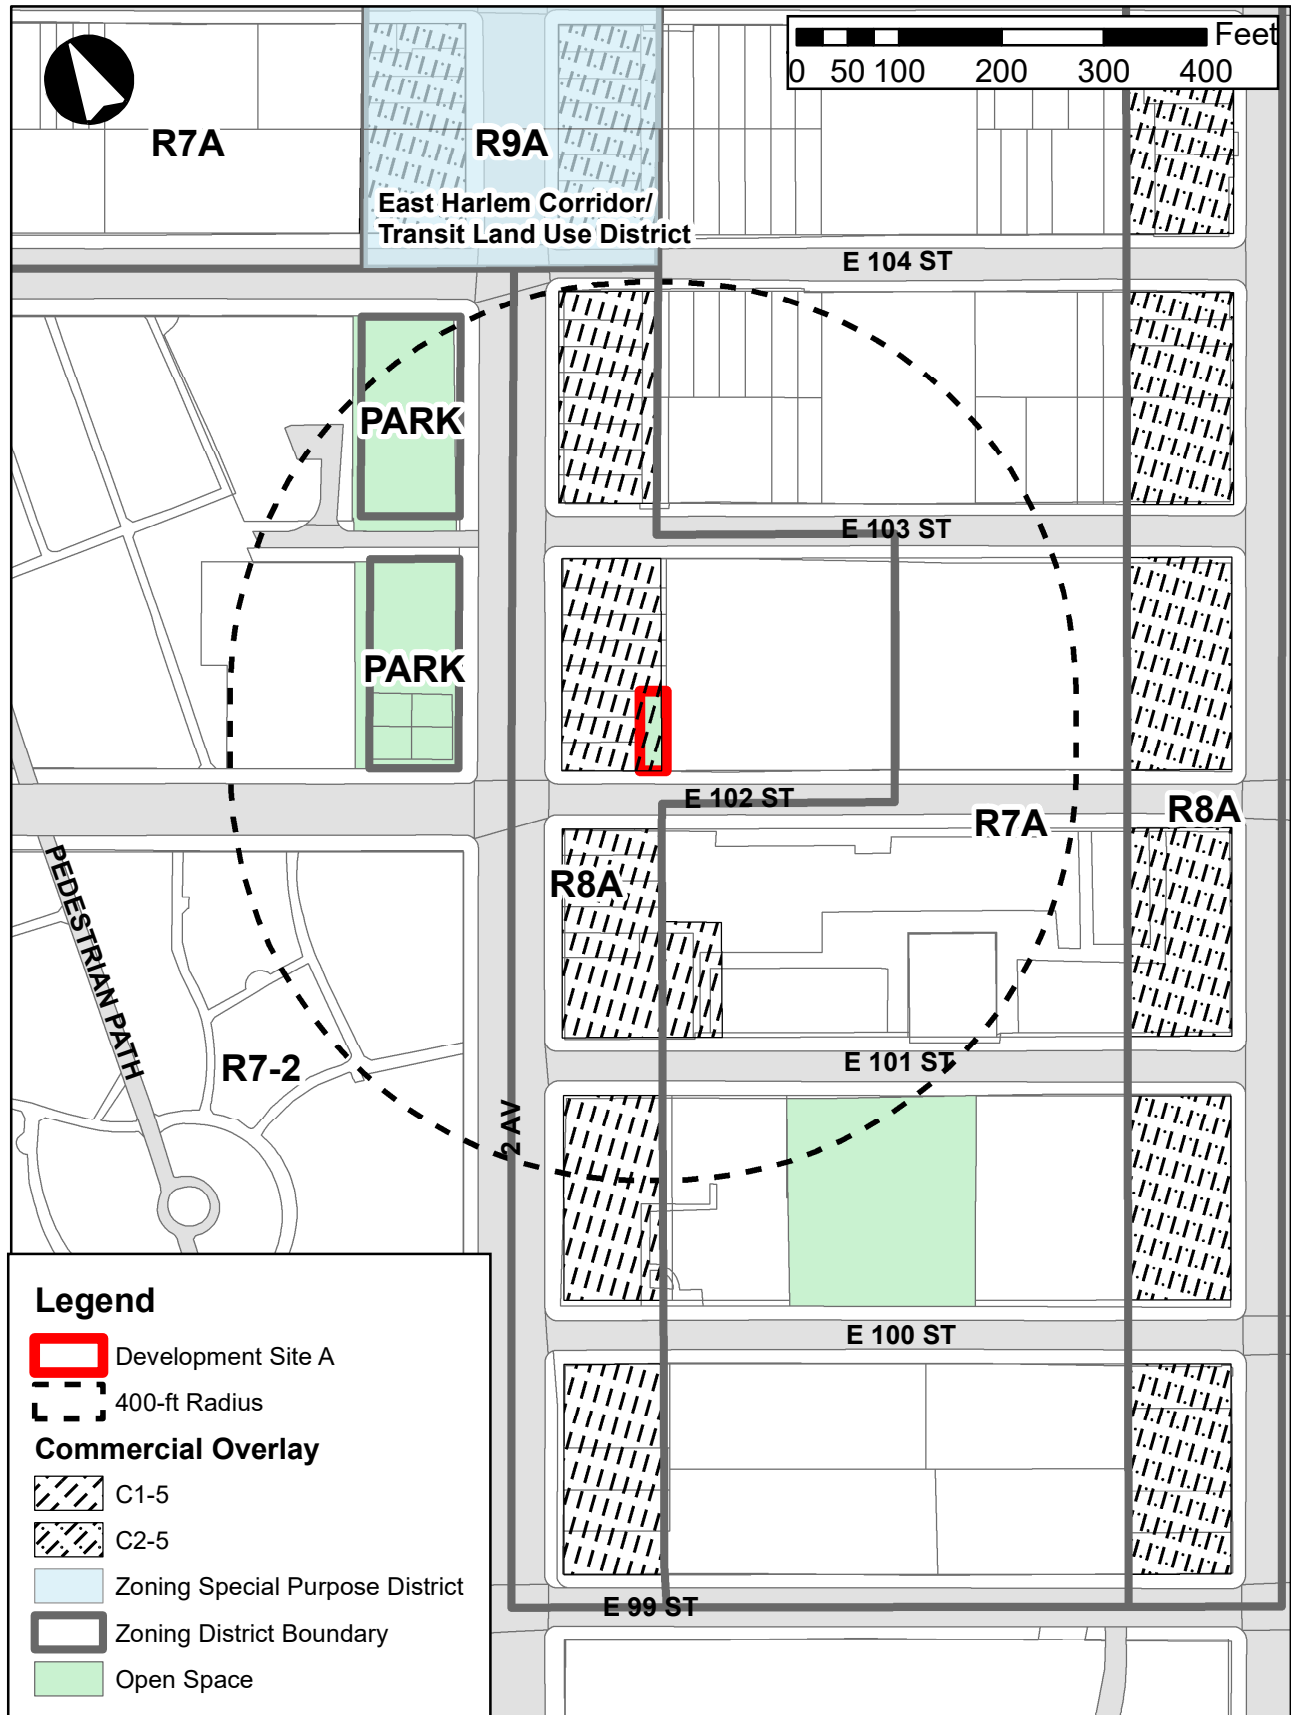 Feet
0 50 100 200 300 400
R7A
R9A
East Harlem Corridor/
Transit Land Use District
E 104 ST
PARK
E 103 ST
PARK
E 102 ST
R7A
R8A
R8A
PEDESTRIAN PATH
E 101 ST
R7-2
2 AV
E 100 ST
E 99 ST
Legend
Development Site A
400-ft Radius
Commercial Overlay
C1-5
C2-5
Zoning Special Purpose District
Zoning District Boundary
Open Space